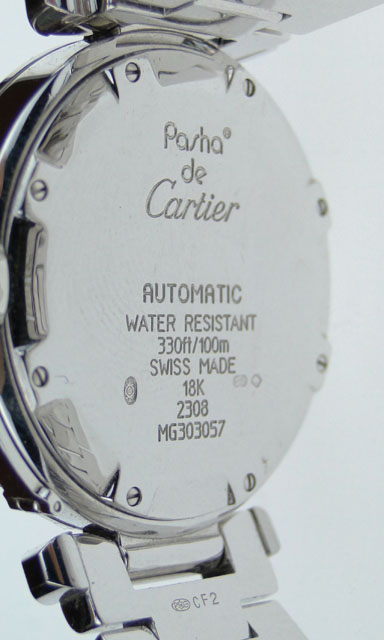 Pasha®
de
Cartier
AUTOMATIC
WATER RESISTANT
330ft/100m
SWISS MADE
18K
2308
MG303057
CF2